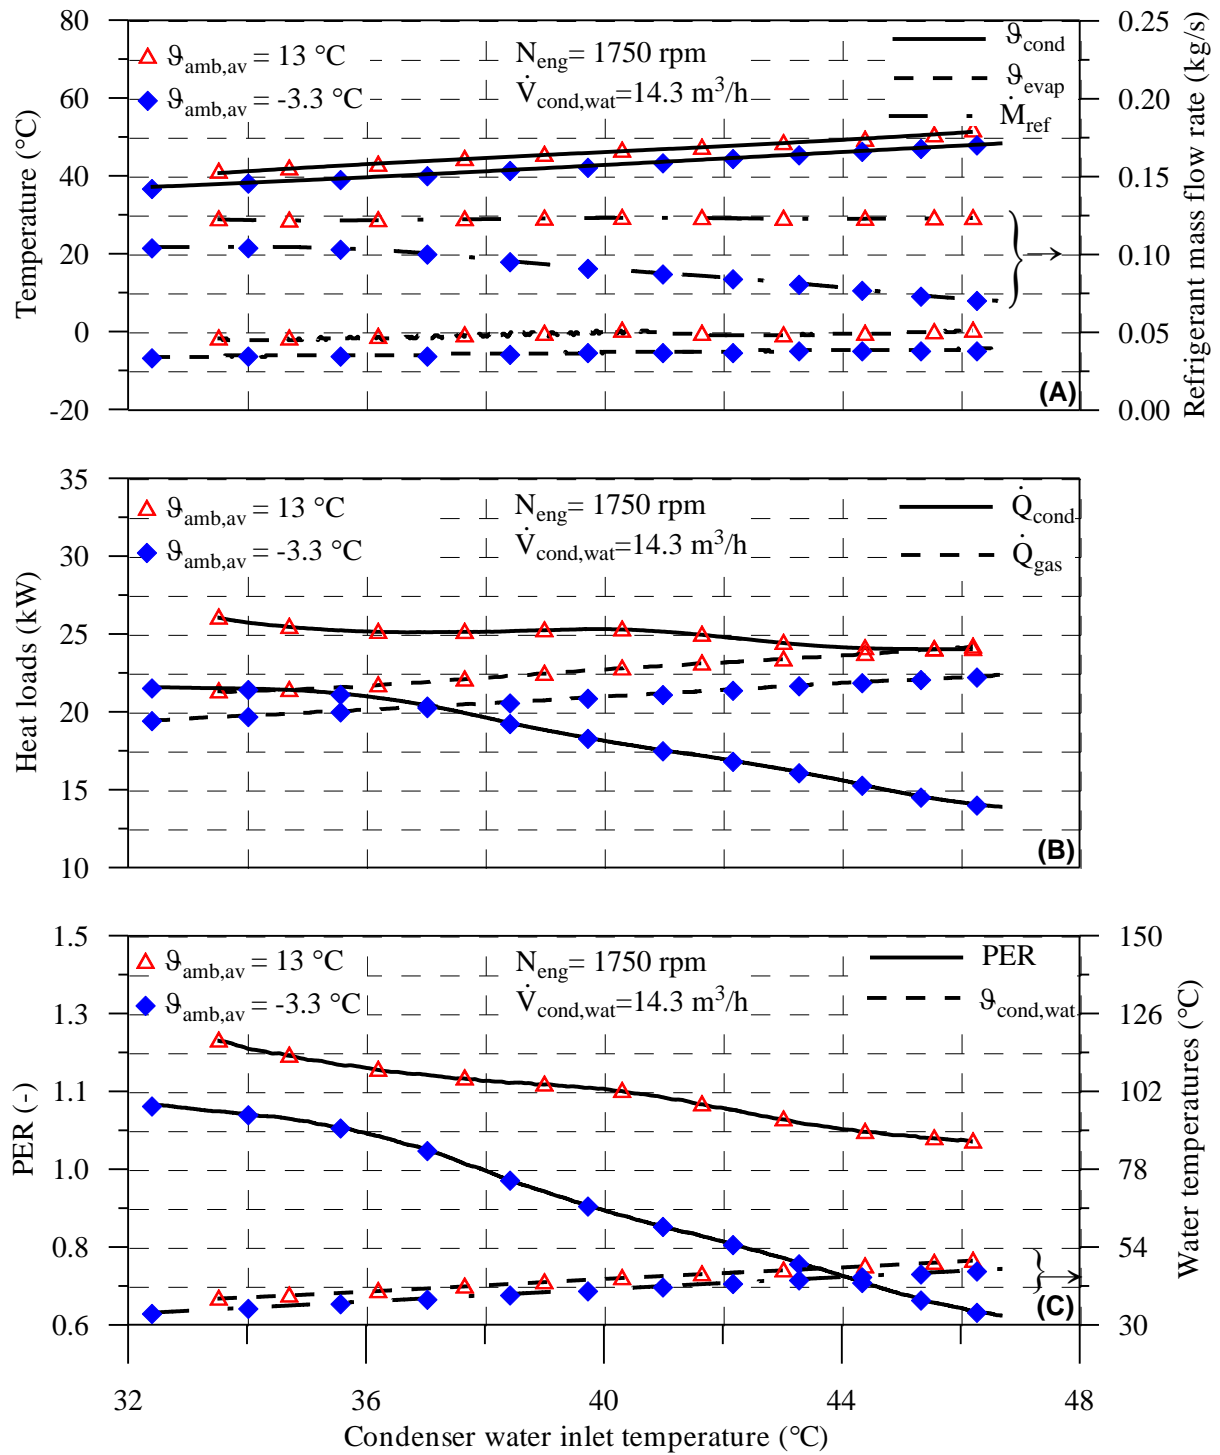 80
60
40
20
0
-20
Temperature (°C)
ϑamb,av = 13 °C
ϑamb,av = -3.3 °C
Neng= 1750 rpm
V̇cond,wat=14.3 m³/h
ϑcond
ϑevap
Ṁref
0.25
0.20
0.15
0.10
0.05
0.00
Refrigerant mass flow rate (kg/s)
(A)
35
30
25
20
15
10
Heat loads (kW)
ϑamb,av = 13 °C
ϑamb,av = -3.3 °C
Neng= 1750 rpm
V̇cond,wat=14.3 m³/h
Q̇cond
Q̇gas
(B)
1.5
1.3
1.1
1.0
0.8
0.6
PER (-)
ϑamb,av = 13 °C
ϑamb,av = -3.3 °C
Neng= 1750 rpm
V̇cond,wat=14.3 m³/h
PER
ϑcond,wat
150
126
102
78
54
30
Water temperatures (°C)
(C)
32 36 40 44 48
Condenser water inlet temperature (°C)